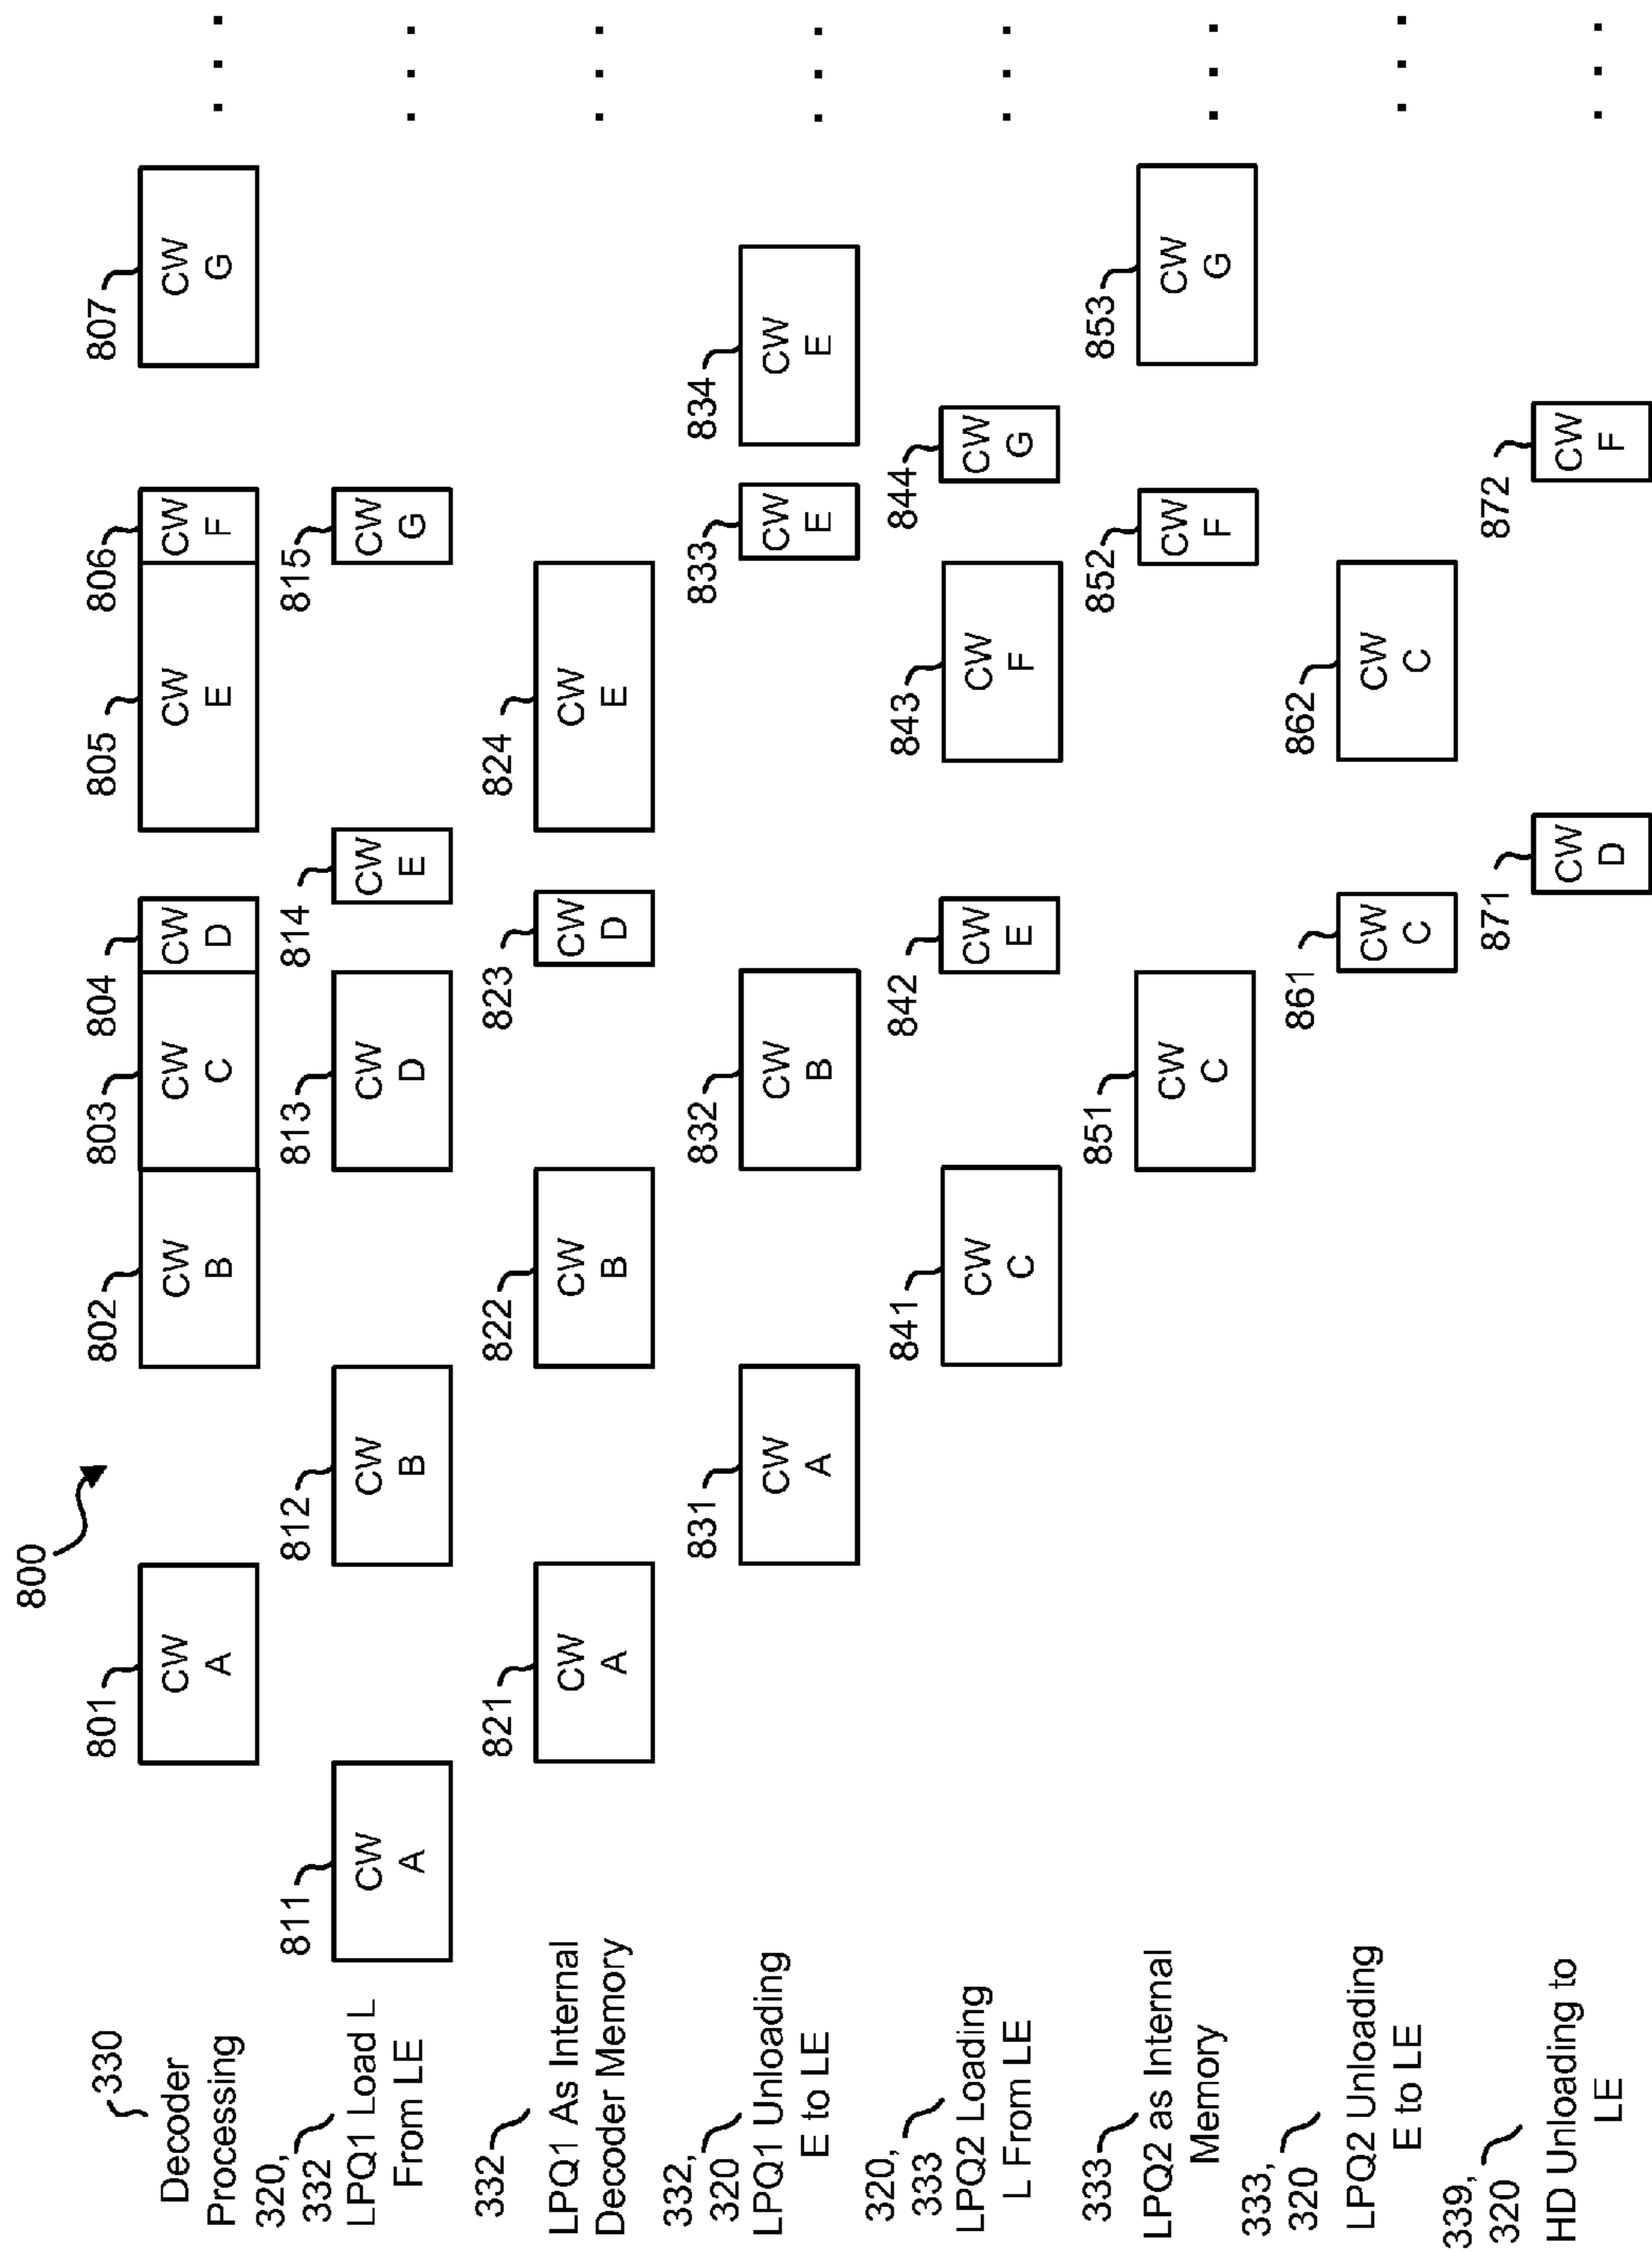 800
330
Decoder
Processing
801
CW
A
802
CW
B
803
CW
C
804
CW
D
805
CW
E
806
CW
F
807
CW
G
. . .
320,
332
LPQ1 Load L
From LE
811
CW
A
812
CW
B
813
CW
D
814
CW
E
815
CW
G
. . .
332
LPQ1 As Internal
Decoder Memory
821
CW
A
822
CW
B
823
CW
D
824
CW
E
. . .
332,
320
LPQ1 Unloading
E to LE
831
CW
A
832
CW
B
833
CW
E
834
CW
E
. . .
320,
333
LPQ2 Loading
L From LE
841
CW
C
842
CW
E
843
CW
F
844
CW
G
. . .
333
LPQ2 as Internal
Memory
851
CW
C
852
CW
F
853
CW
G
. . .
333,
320
LPQ2 Unloading
E to LE
861
CW
C
862
CW
C
. . .
339,
320
HD Unloading to
LE
871
CW
D
872
CW
F
. . .